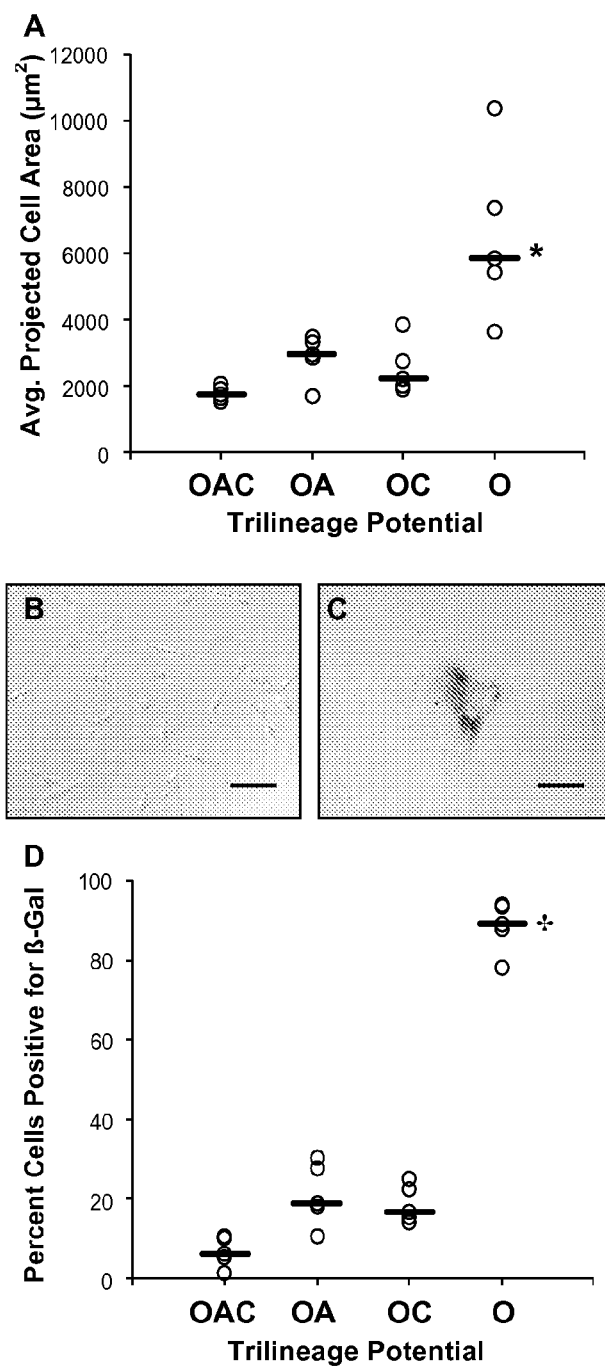 A
Avg. Projected Cell Area (µm²)
12000
10000
8000
6000
4000
2000
0
*
OAC OA OC O
Trilineage Potential
B
C
D
Percent Cells Positive for ß-Gal
100
80
60
40
20
0
✢
OAC OA OC O
Trilineage Potential